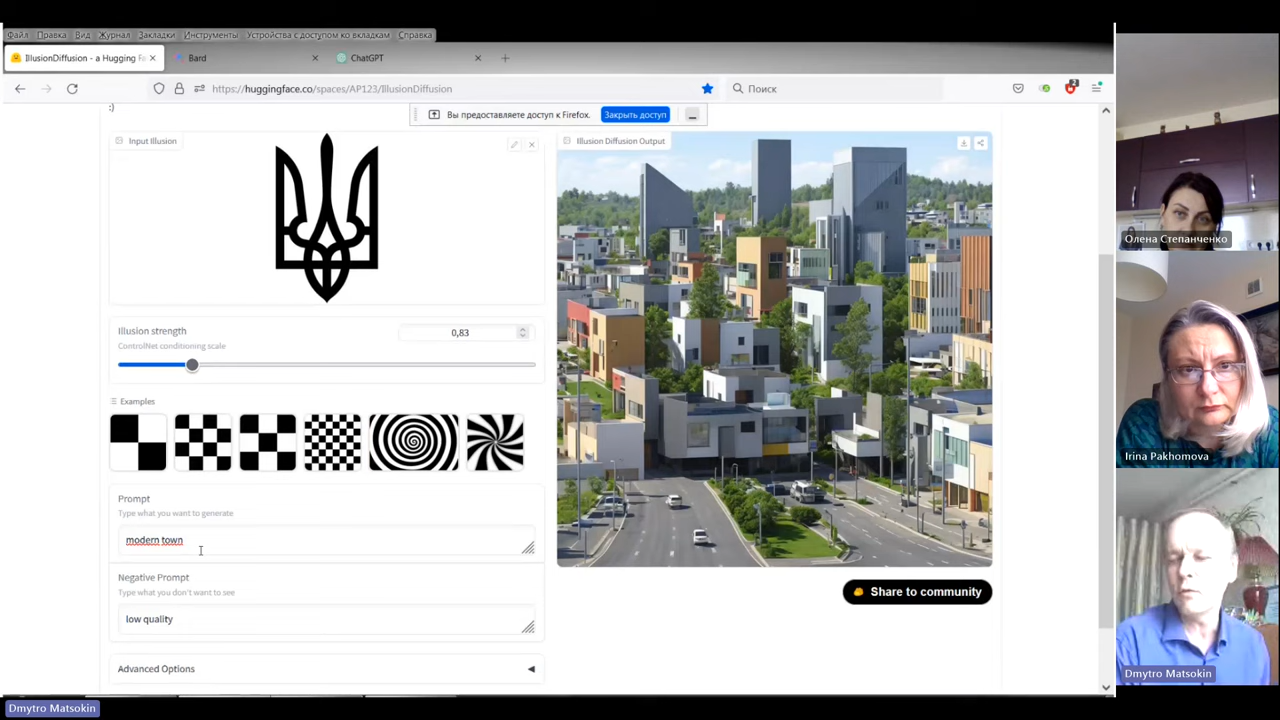 Файл Правка Вид Журнал Закладки Инструменты Устройства с доступом ко вкладкам Справка
IllusionDiffusion - a Hugging Fa
Bard
ChatGPT
https://huggingface.co/spaces/AP123/IllusionDiffusion
Поиск
2
:)
Вы предоставляете доступ к Firefox.
Закрыть доступ
Input Illusion
Illusion Diffusion Output
Illusion strength
ControlNet conditioning scale
0,83
Examples
Prompt
Type what you want to generate
modern town
Negative Prompt
Type what you don't want to see
low quality
Advanced Options
Share to community
Олена Степанченко
Irina Pakhomova
Dmytro Matsokin
Dmytro Matsokin